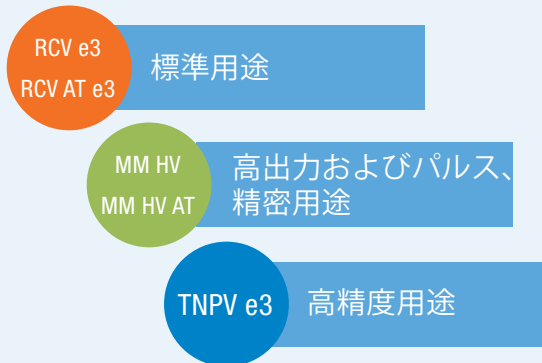 RCV e3
RCV AT e3
標準用途
MM HV
MM HV AT
高出力およびパルス、
精密用途
TNPV e3
高精度用途